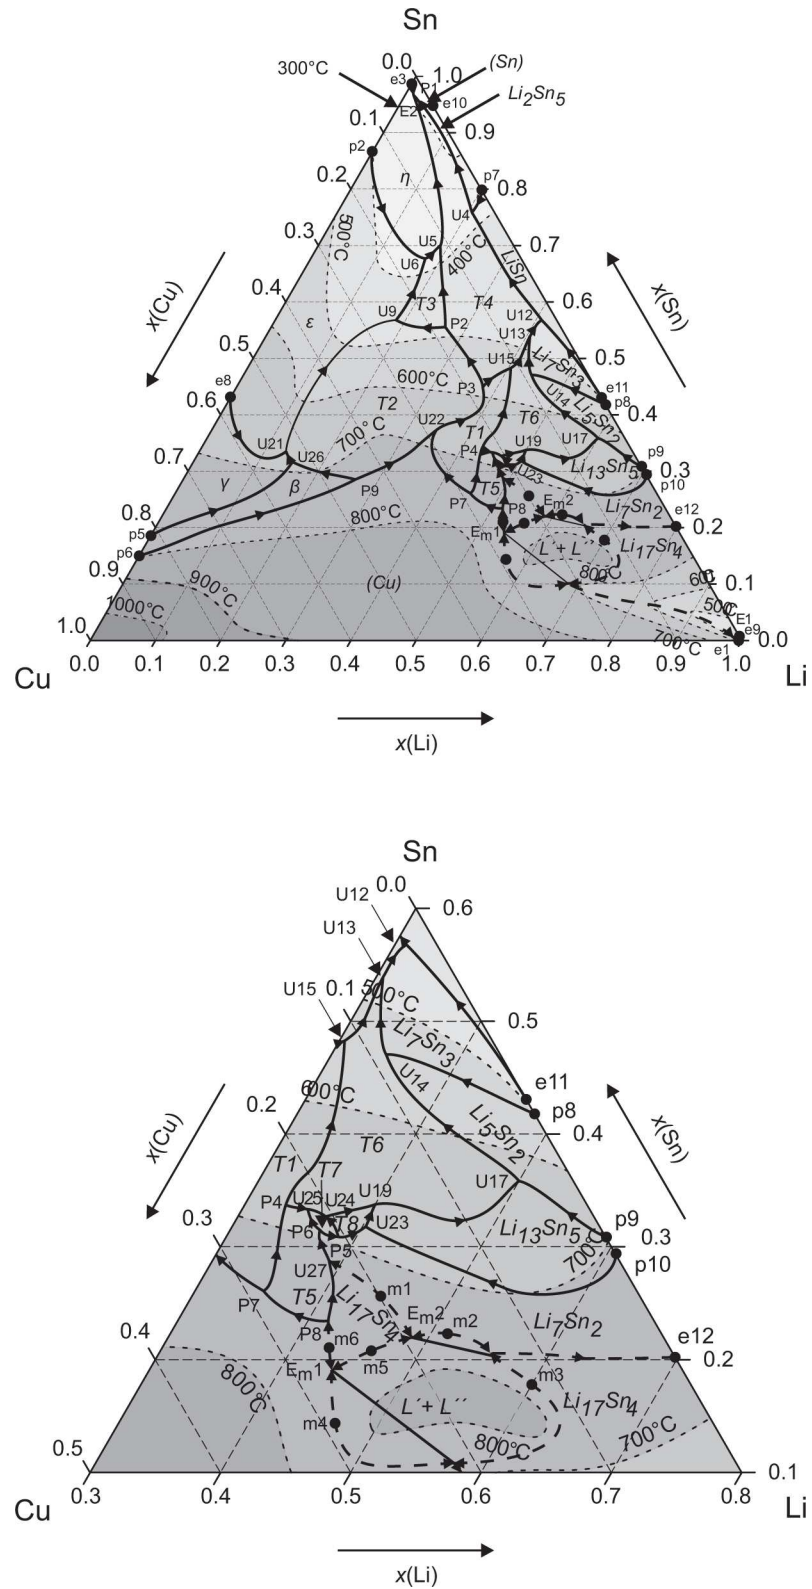 Sn
300°C
0.0
1.0
(Sn)
e3
P1
e10
Li2Sn5
E2
0.1
0.9
p2
0.2
η
p7
0.8
U4
0.3
500°C
U5
U6
400°C
LiSn
0.7
x(Cu)
x(Sn)
0.4
ε
U9
T3
T4
P2
U12
U13
0.6
0.5
U15
Li7Sn3
0.5
e8
600°C
P3
e11
p8
0.6
T2
U14
Li5Sn2
0.4
U22
T6
700°C
T1
U21
U26
P4
U19
U17
p9
0.7
Li13Sn5
0.3
p10
γ
β
P9
T5
U23
P7
P8
Em2
Li7Sn2
e12
0.8
800°C
p5
Em1
0.2
p6
L´+ L´´
Li17Sn4
0.9
(Cu)
800°C
600°C
0.1
900°C
500°C
1000°C
E1
1.0
700°C
e9
e1
0.0
0.0
0.1
0.2
0.3
0.4
0.5
0.6
0.7
0.8
0.9
1.0
Cu
Li
x(Li)
Sn
0.0
U12
0.6
U13
U15
0.1
500°C
0.5
Li7Sn3
U14
e11
p8
600°C
x(Cu)
x(Sn)
0.2
Li5Sn2
0.4
T6
T1
T7
U17
P4
U25
U24
U19
0.3
P6
T8
U23
Li13Sn5
p9
0.3
P5
700°C
p10
U27
m1
P7
T5
Li17Sn4
Em2
m2
Li7Sn2
P8
m6
e12
0.4
Em1
m5
0.2
m3
800°C
Li17Sn4
m4
L´+ L´´
800°C
700°C
0.5
0.1
0.3
0.4
0.5
0.6
0.7
0.8
Cu
Li
x(Li)